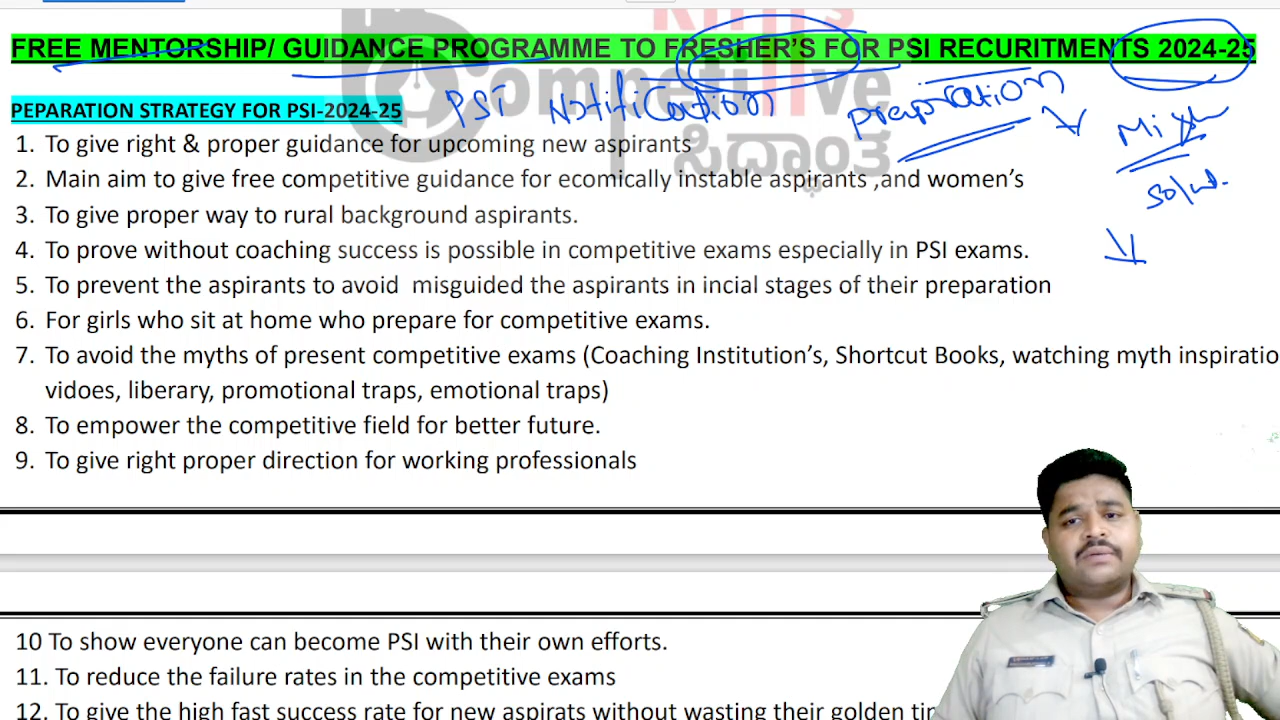 FREE MENTORSHIP/ GUIDANCE PROGRAMME TO FRESHER'S FOR PSI RECURITMENTS 2024-25
PEPARATION STRATEGY FOR PSI-2024-25
PSI Notification
preparation
1. To give right & proper guidance for upcoming new aspirants
2. Main aim to give free competitive guidance for ecomically instable aspirants ,and women's
3. To give proper way to rural background aspirants.
4. To prove without coaching success is possible in competitive exams especially in PSI exams.
5. To prevent the aspirants to avoid misguided the aspirants in incial stages of their preparation
6. For girls who sit at home who prepare for competitive exams.
7. To avoid the myths of present competitive exams (Coaching Institution's, Shortcut Books, watching myth inspiratio
vidoes, liberary, promotional traps, emotional traps)
8. To empower the competitive field for better future.
9. To give right proper direction for working professionals
10 To show everyone can become PSI with their own efforts.
11. To reduce the failure rates in the competitive exams
12. To give the high fast success rate for new aspirats without wasting their golden tin
Competitive
ಸಿದ್ಧಾಂತ